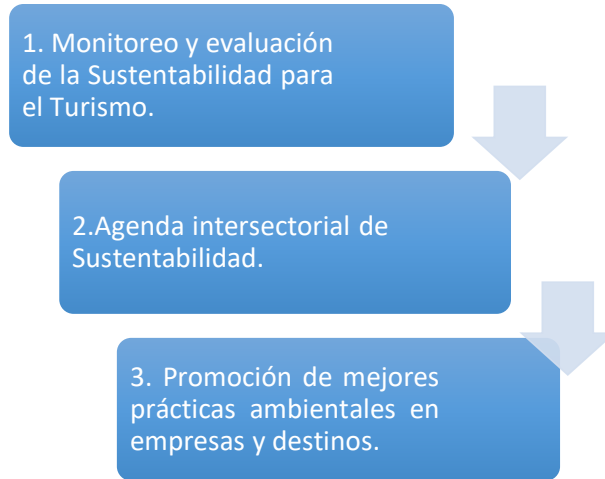 1. Monitoreo y evaluación
de la Sustentabilidad para
el Turismo.
2.Agenda intersectorial de
Sustentabilidad.
3. Promoción de mejores
prácticas ambientales en
empresas y destinos.